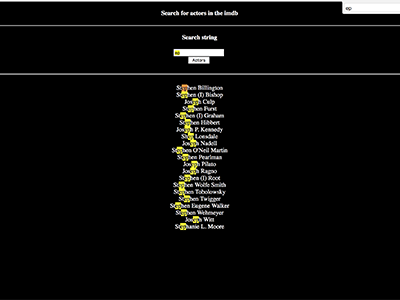 ep
Search for actors in the imdb
Search string
ep
Actors
Stephen Billington
Stephen (I) Bishop
Joseph Culp
Stephen Furst
Stephen (I) Graham
Stephen Hibbert
Joseph P. Kennedy
Shep Lonsdale
Joseph Nadell
Stephen O'Neil Martin
Stephen Pearlman
Joseph Pilato
Joseph Ragno
Stephen (I) Root
Stephen Wolfe Smith
Stephen Tobolowsky
Stephen Twigger
Stephen Eugene Walker
Stephen Wehmeyer
Joseph Witt
Stephanie L. Moore